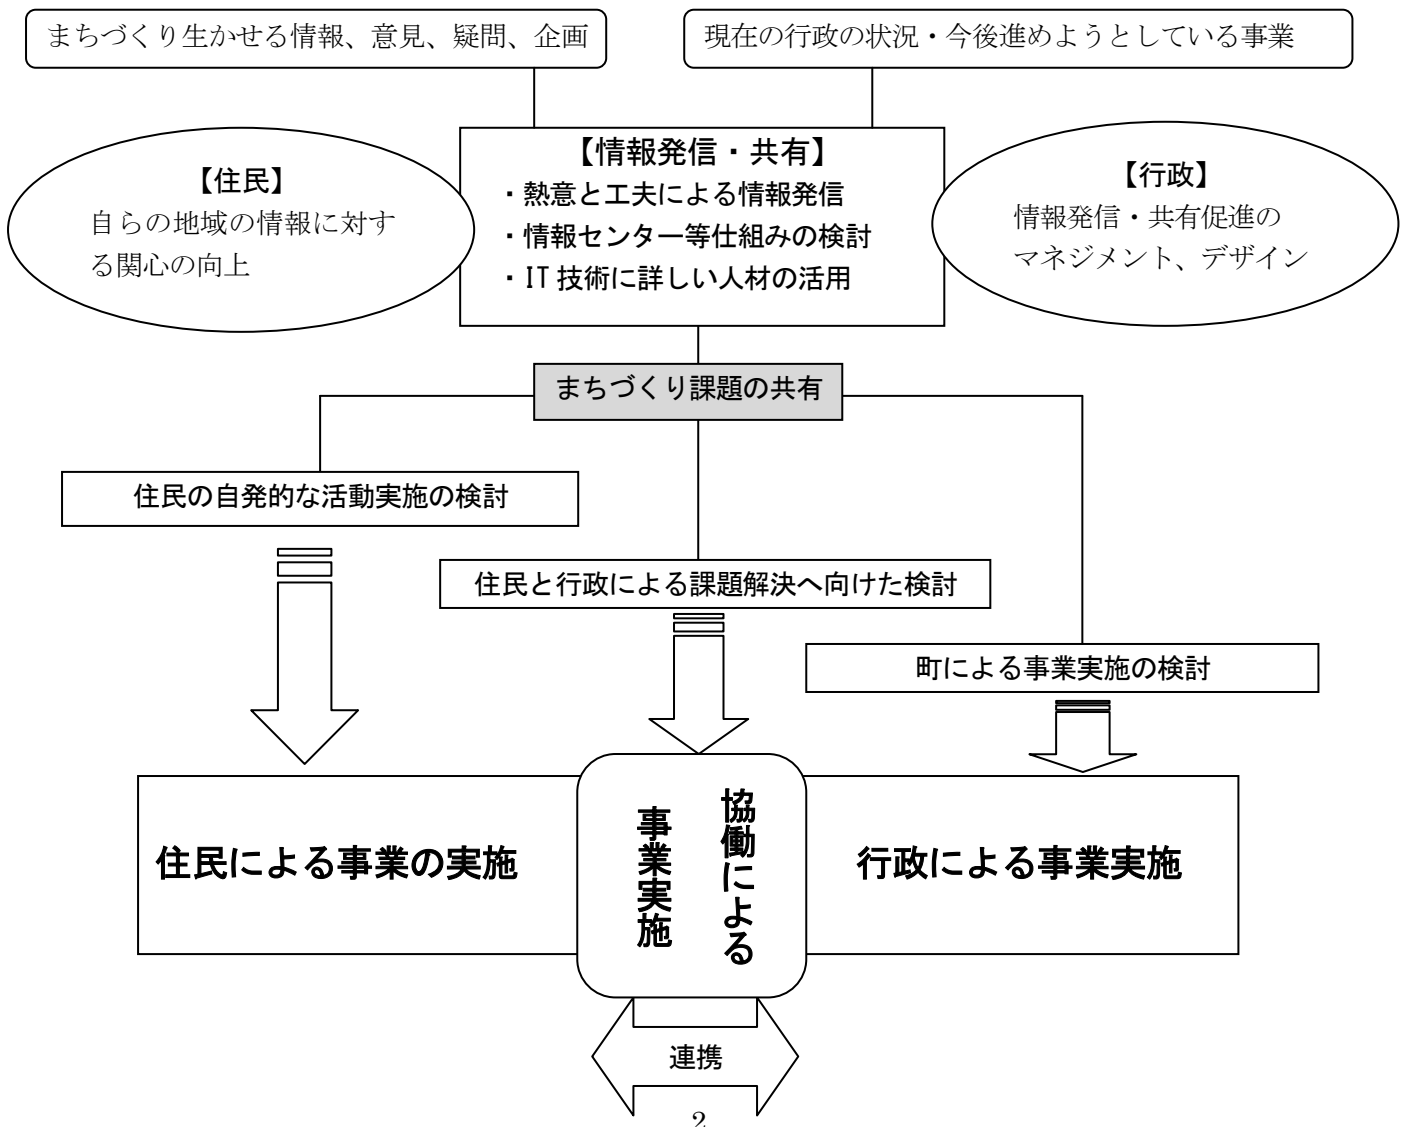 まちづくり生かせる情報、意見、疑問、企画
現在の行政の状況・今後進めようとしている事業
【住民】
自らの地域の情報に対す
る関心の向上
【情報発信・共有】
・熱意と工夫による情報発信
・情報センター等仕組みの検討
・IT 技術に詳しい人材の活用
【行政】
情報発信・共有促進の
マネジメント、デザイン
まちづくり課題の共有
住民の自発的な活動実施の検討
住民と行政による課題解決へ向けた検討
町による事業実施の検討
住民による事業の実施
協働による
事業実施
行政による事業実施
連携
2